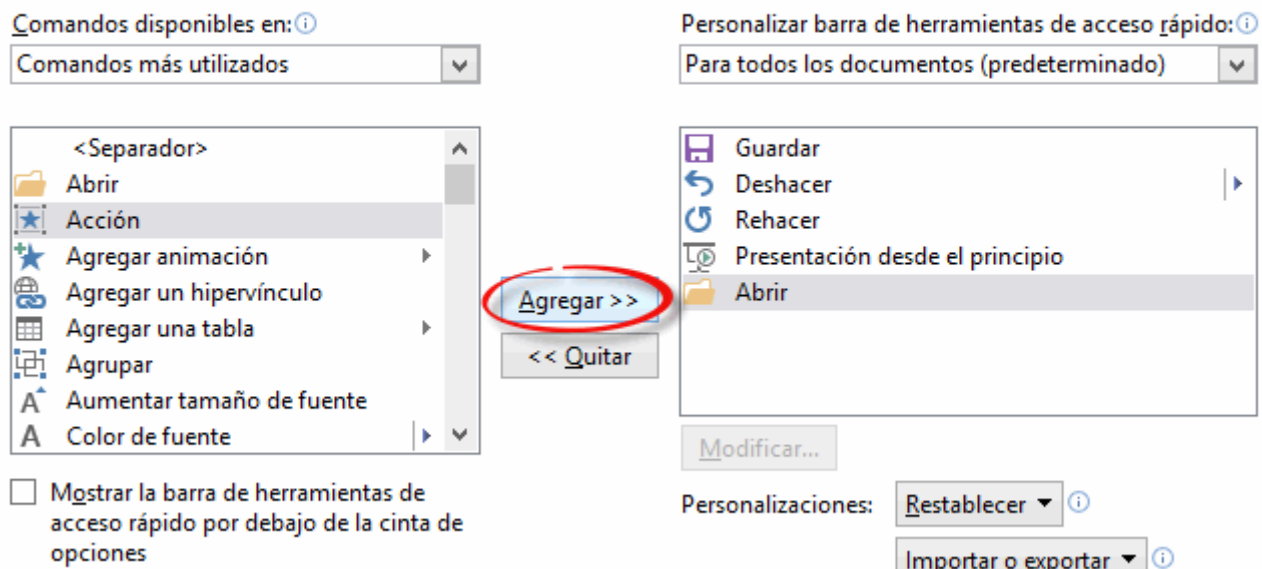 Comandos disponibles en:
Comandos más utilizados
<Separador>
Abrir
Acción
Agregar animación
Agregar un hipervínculo
Agregar una tabla
Agrupar
Aumentar tamaño de fuente
Color de fuente
Mostrar la barra de herramientas de
acceso rápido por debajo de la cinta de
opciones
Agregar >>
<< Quitar
Personalizar barra de herramientas de acceso rápido:
Para todos los documentos (predeterminado)
Guardar
Deshacer
Rehacer
Presentación desde el principio
Abrir
Modificar...
Personalizaciones: Restablecer
Importar o exportar